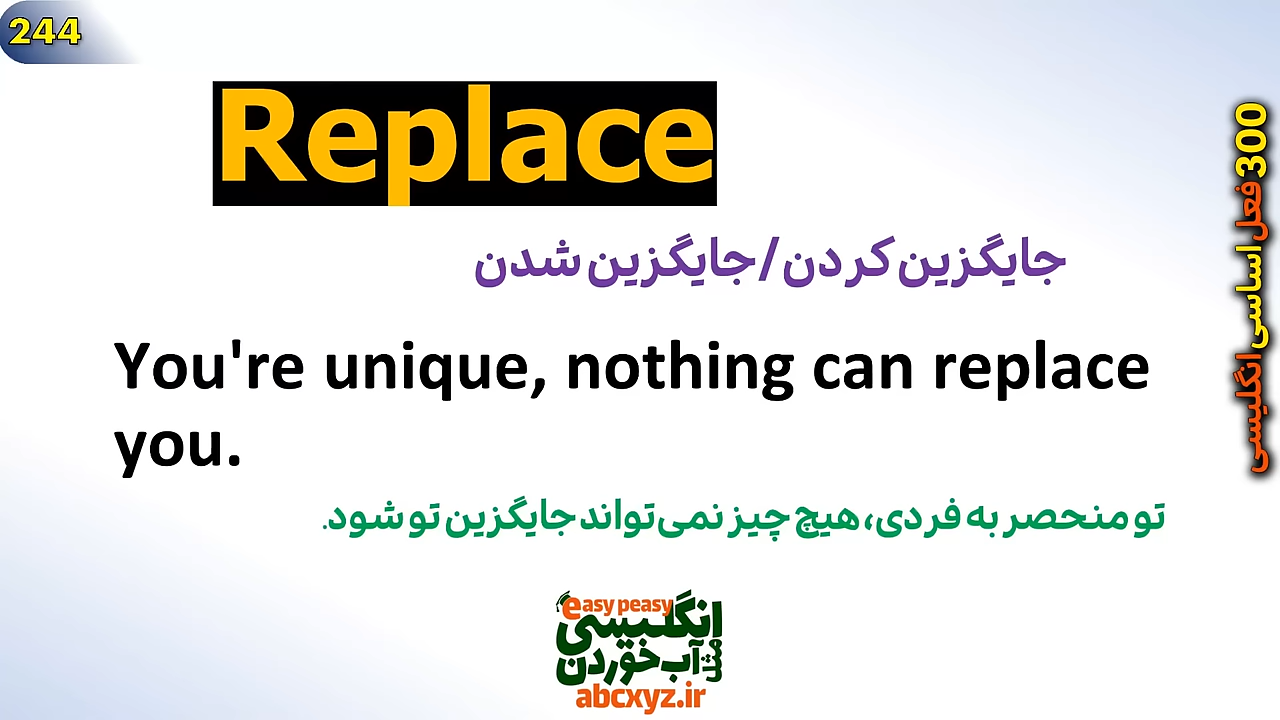 244
Replace
جایگزین کردن/جایگزین شدن
You're unique, nothing can replace
you.
تو منحصر به فردی، هیچ چیز نمی‌تواند جایگزین تو شود.
300 فعل اساسی انگلیسی
easy peasy
انگلیسی
مثل آب خوردن
abcxyz.ir